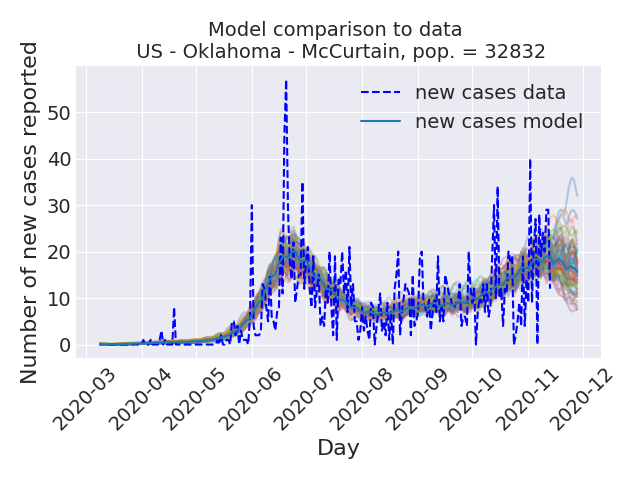 Model comparison to data
US - Oklahoma - McCurtain, pop. = 32832
Number of new cases reported
50
40
30
20
10
0
new cases data
new cases model
2020-03
2020-04
2020-05
2020-06
2020-07
2020-08
2020-09
2020-10
2020-11
2020-12
Day